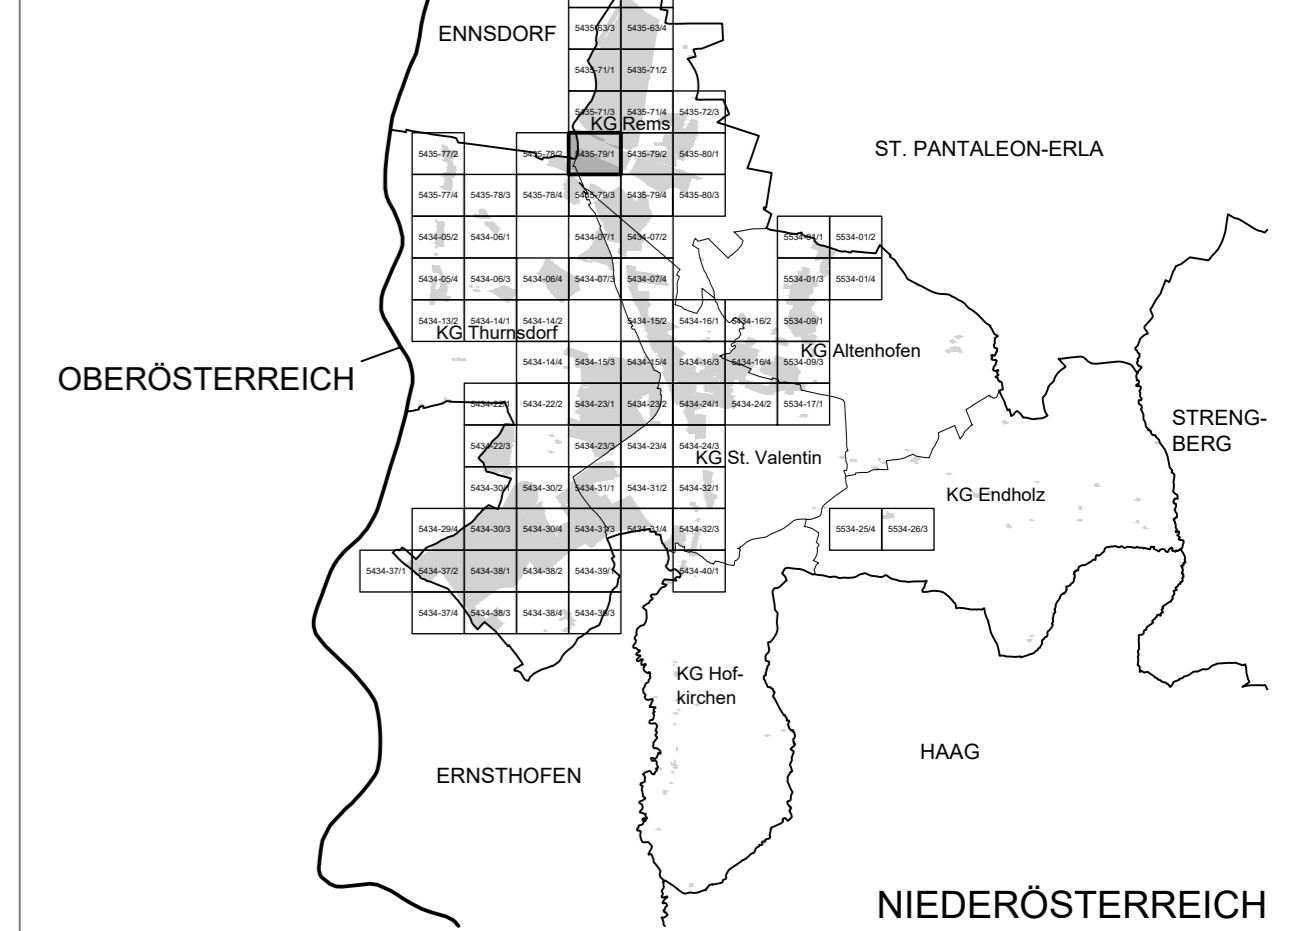 ENNSDORF
5435-63/3 5435-63/4
5435-71/1 5435-71/2
5435-71/3 5435-71/4 5435-72/3
KG Rems
ST. PANTALEON-ERLA
5435-77/2 5435-78/2 5435-79/1 5435-79/2 5435-80/1
5435-77/4 5435-78/3 5435-78/4 5435-79/3 5435-79/4 5435-80/3
5434-05/2 5434-06/1 5434-07/1 5434-07/2 5534-01/1 5534-01/2
5434-05/4 5434-06/3 5434-06/4 5434-07/3 5434-07/4 5534-01/3 5534-01/4
5434-13/2 5434-14/1 5434-14/2 5434-15/2 5434-16/1 5434-16/2 5534-09/1
KG Thurnsdorf
KG Altenhofen
5434-14/4 5434-15/3 5434-15/4 5434-16/3 5434-16/4 5534-09/3
OBERÖSTERREICH
5434-22/1 5434-22/2 5434-23/1 5434-23/2 5434-24/1 5434-24/2 5534-17/1
STRENG-
BERG
5434-22/3 5434-23/3 5434-23/4 5434-24/3
KG St. Valentin
5434-30/1 5434-30/2 5434-31/1 5434-31/2 5434-32/1
KG Endholz
5434-29/4 5434-30/3 5434-30/4 5434-31/3 5434-31/4 5434-32/3 5534-25/4 5534-26/3
5434-37/1 5434-37/2 5434-38/1 5434-38/2 5434-39/1 5434-40/1
5434-37/4 5434-38/3 5434-38/4 5434-39/3
KG Hof-
kirchen
HAAG
ERNSTHOFEN
NIEDERÖSTERREICH